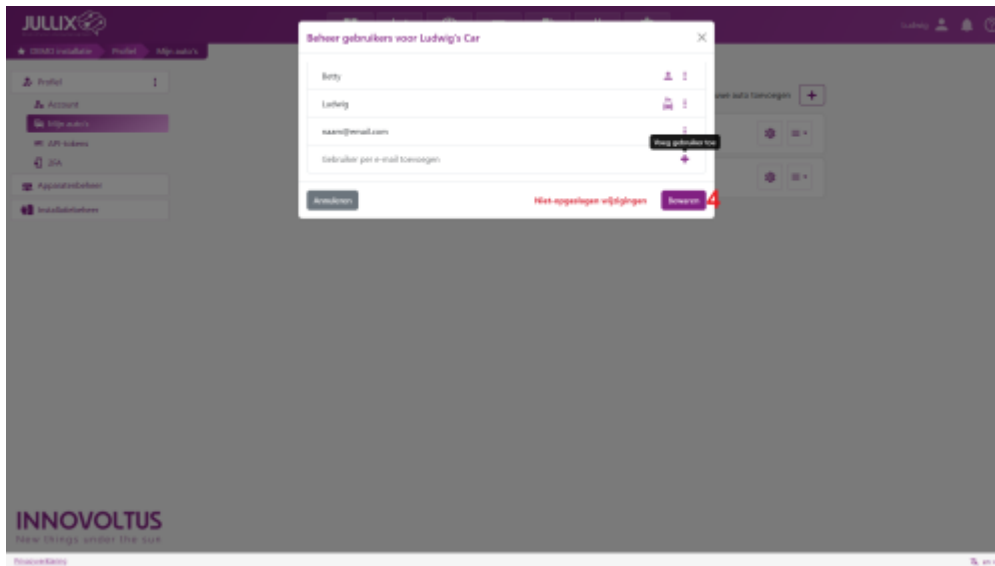 JULLIX
Ludwig
★ DEMO installatie Profiel Mijn auto's
Beheer gebruikers voor Ludwig's Car
Profiel
Account
Mijn auto's
API-tokens
2FA
Apparatenbeheer
Installatiebeheer
Betty
Ludwig
naam@email.com
Voeg gebruiker toe
Gebruiker per e-mail toevoegen
auto toevoegen
Annuleren
Niet-opgeslagen wijzigingen
Bewaren
4
INNOVOLTUS
New things under the sun
Privacyverklaring